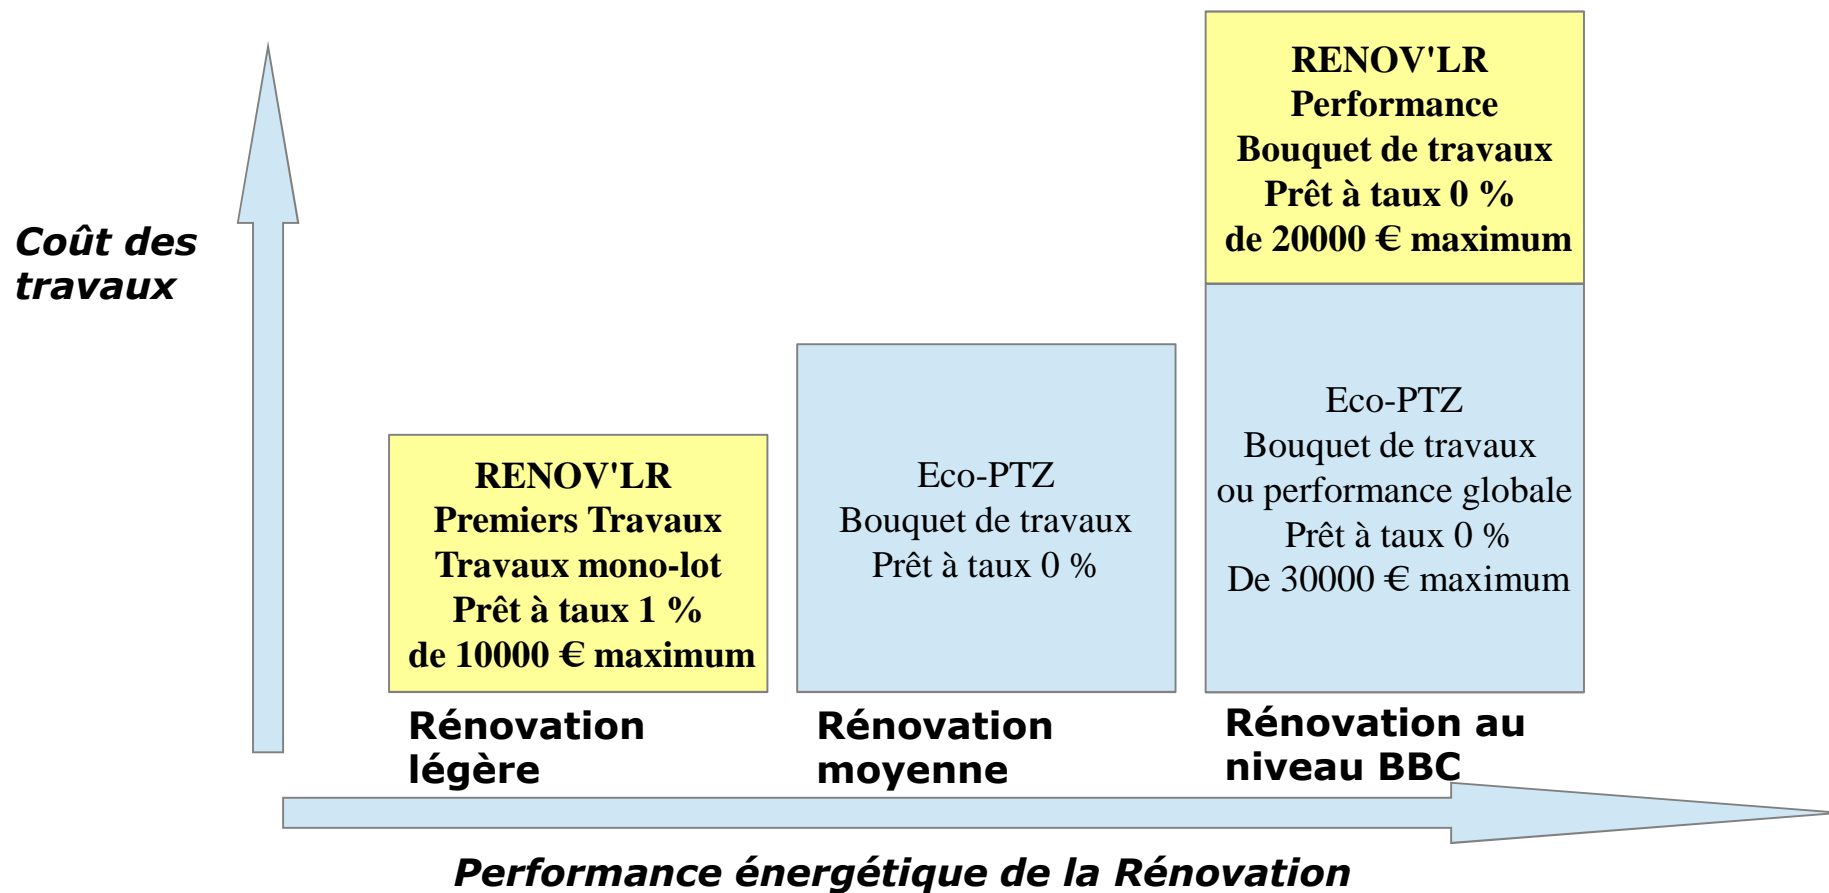 Coût des
travaux
RENOV'LR
Premiers Travaux
Travaux mono-lot
Prêt à taux 1 %
de 10000 € maximum
Rénovation
légère
Eco-PTZ
Bouquet de travaux
Prêt à taux 0 %
Rénovation
moyenne
RENOV'LR
Performance
Bouquet de travaux
Prêt à taux 0 %
de 20000 € maximum
Eco-PTZ
Bouquet de travaux
ou performance globale
Prêt à taux 0 %
De 30000 € maximum
Rénovation au
niveau BBC
Performance énergétique de la Rénovation